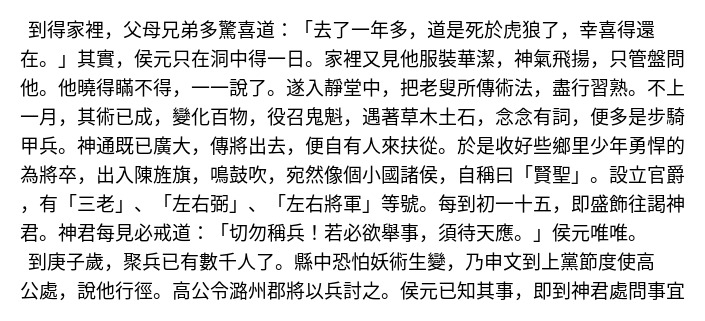 到得家裡，父母兄弟多驚喜道：「去了一年多，道是死於虎狼了，幸喜得還
在。」其實，侯元只在洞中得一日。家裡又見他服裝華潔，神氣飛揚，只管盤問
他。他曉得瞞不得，一一說了。遂入靜堂中，把老叟所傳術法，盡行習熟。不上
一月，其術已成，變化百物，役召鬼魁，遇著草木土石，念念有詞，便多是步騎
甲兵。神通既已廣大，傳將出去，便自有人來扶從。於是收好些鄉里少年勇悍的
為將卒，出入陳旌旗，鳴鼓吹，宛然像個小國諸侯，自稱曰「賢聖」。設立官爵
，有「三老」、「左右弼」、「左右將軍」等號。每到初一十五，即盛飾往謁神
君。神君每見必戒道：「切勿稱兵！若必欲舉事，須待天應。」侯元唯唯。
到庚子歲，聚兵已有數千人了。縣中恐怕妖術生變，乃申文到上黨節度使高
公處，說他行徑。高公令潞州郡將以兵討之。侯元已知其事，即到神君處問事宜